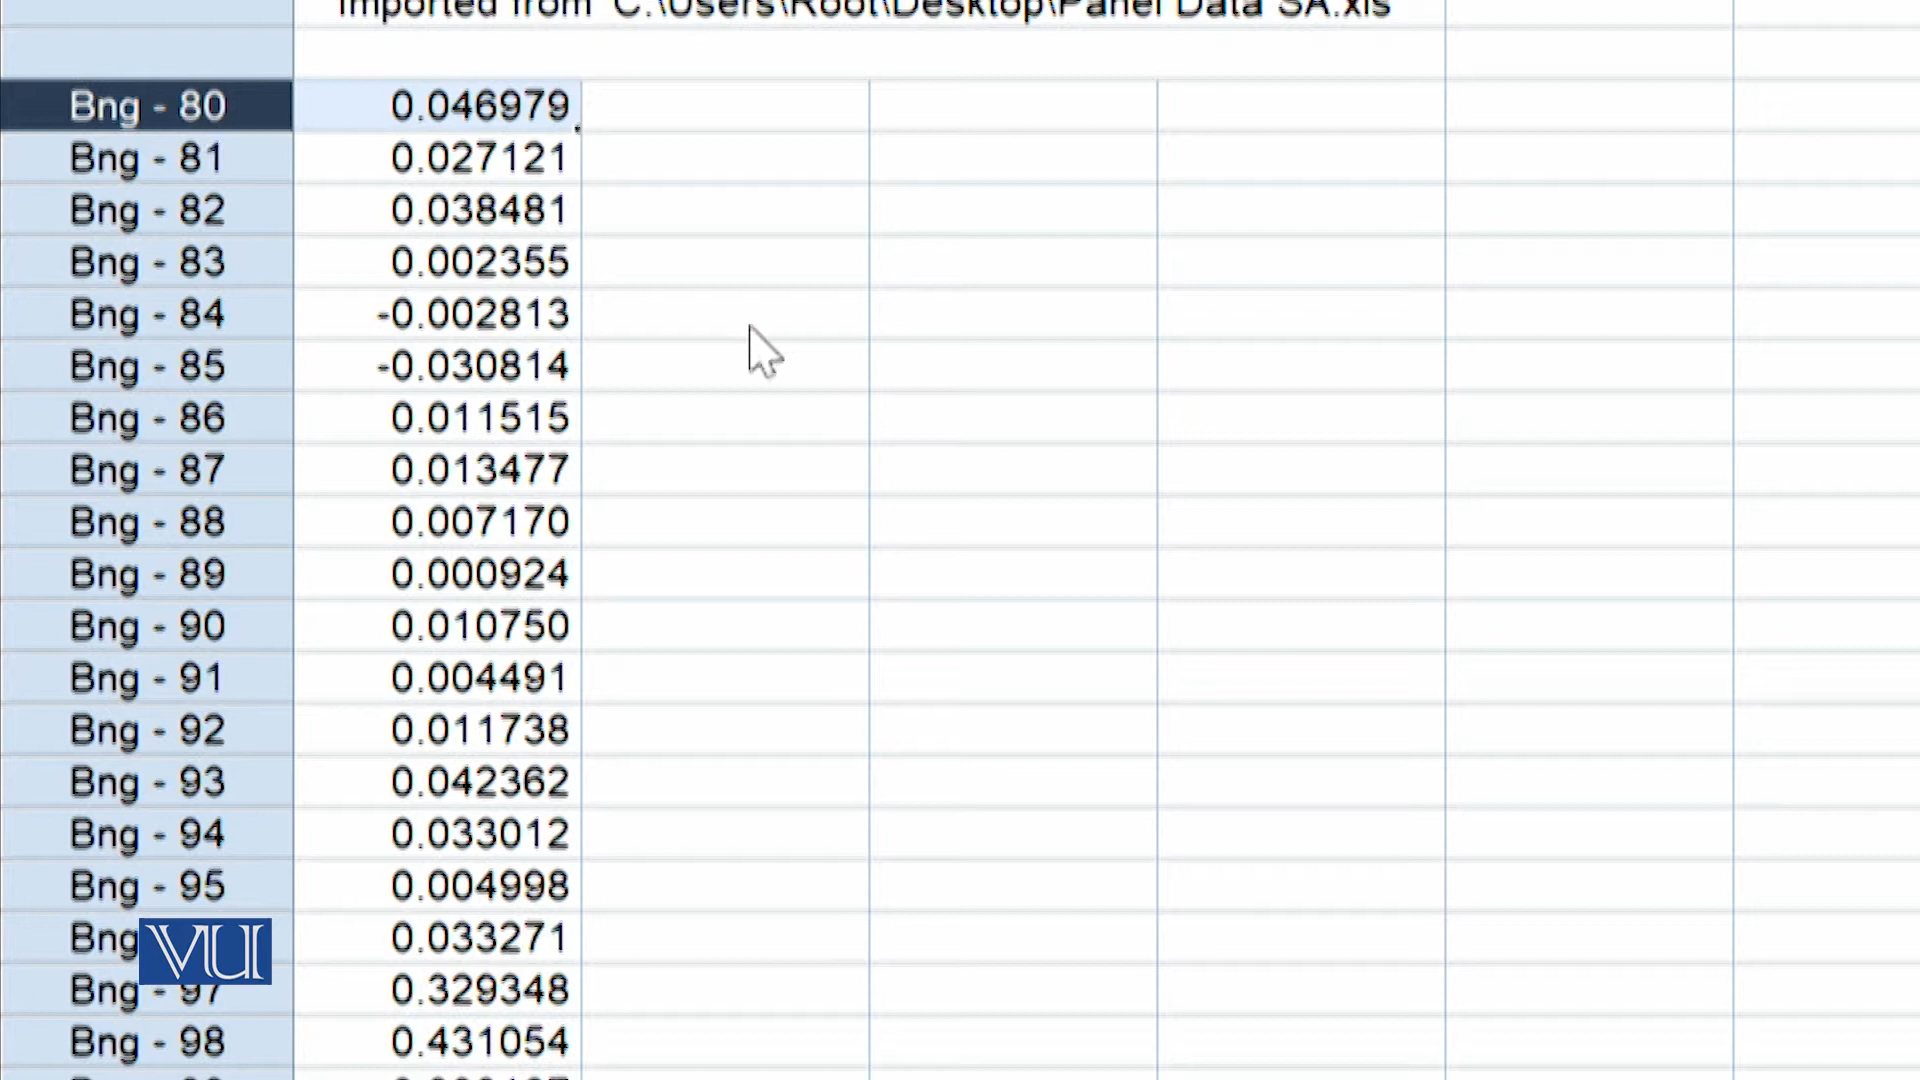 Imported from 'C:\Users\Root\Desktop\Panel Data SA.xls'
Bng - 80 0.046979
Bng - 81 0.027121
Bng - 82 0.038481
Bng - 83 0.002355
Bng - 84 -0.002813
Bng - 85 -0.030814
Bng - 86 0.011515
Bng - 87 0.013477
Bng - 88 0.007170
Bng - 89 0.000924
Bng - 90 0.010750
Bng - 91 0.004491
Bng - 92 0.011738
Bng - 93 0.042362
Bng - 94 0.033012
Bng - 95 0.004998
Bng 0.033271
Bng - 97 0.329348
Bng - 98 0.431054
VU